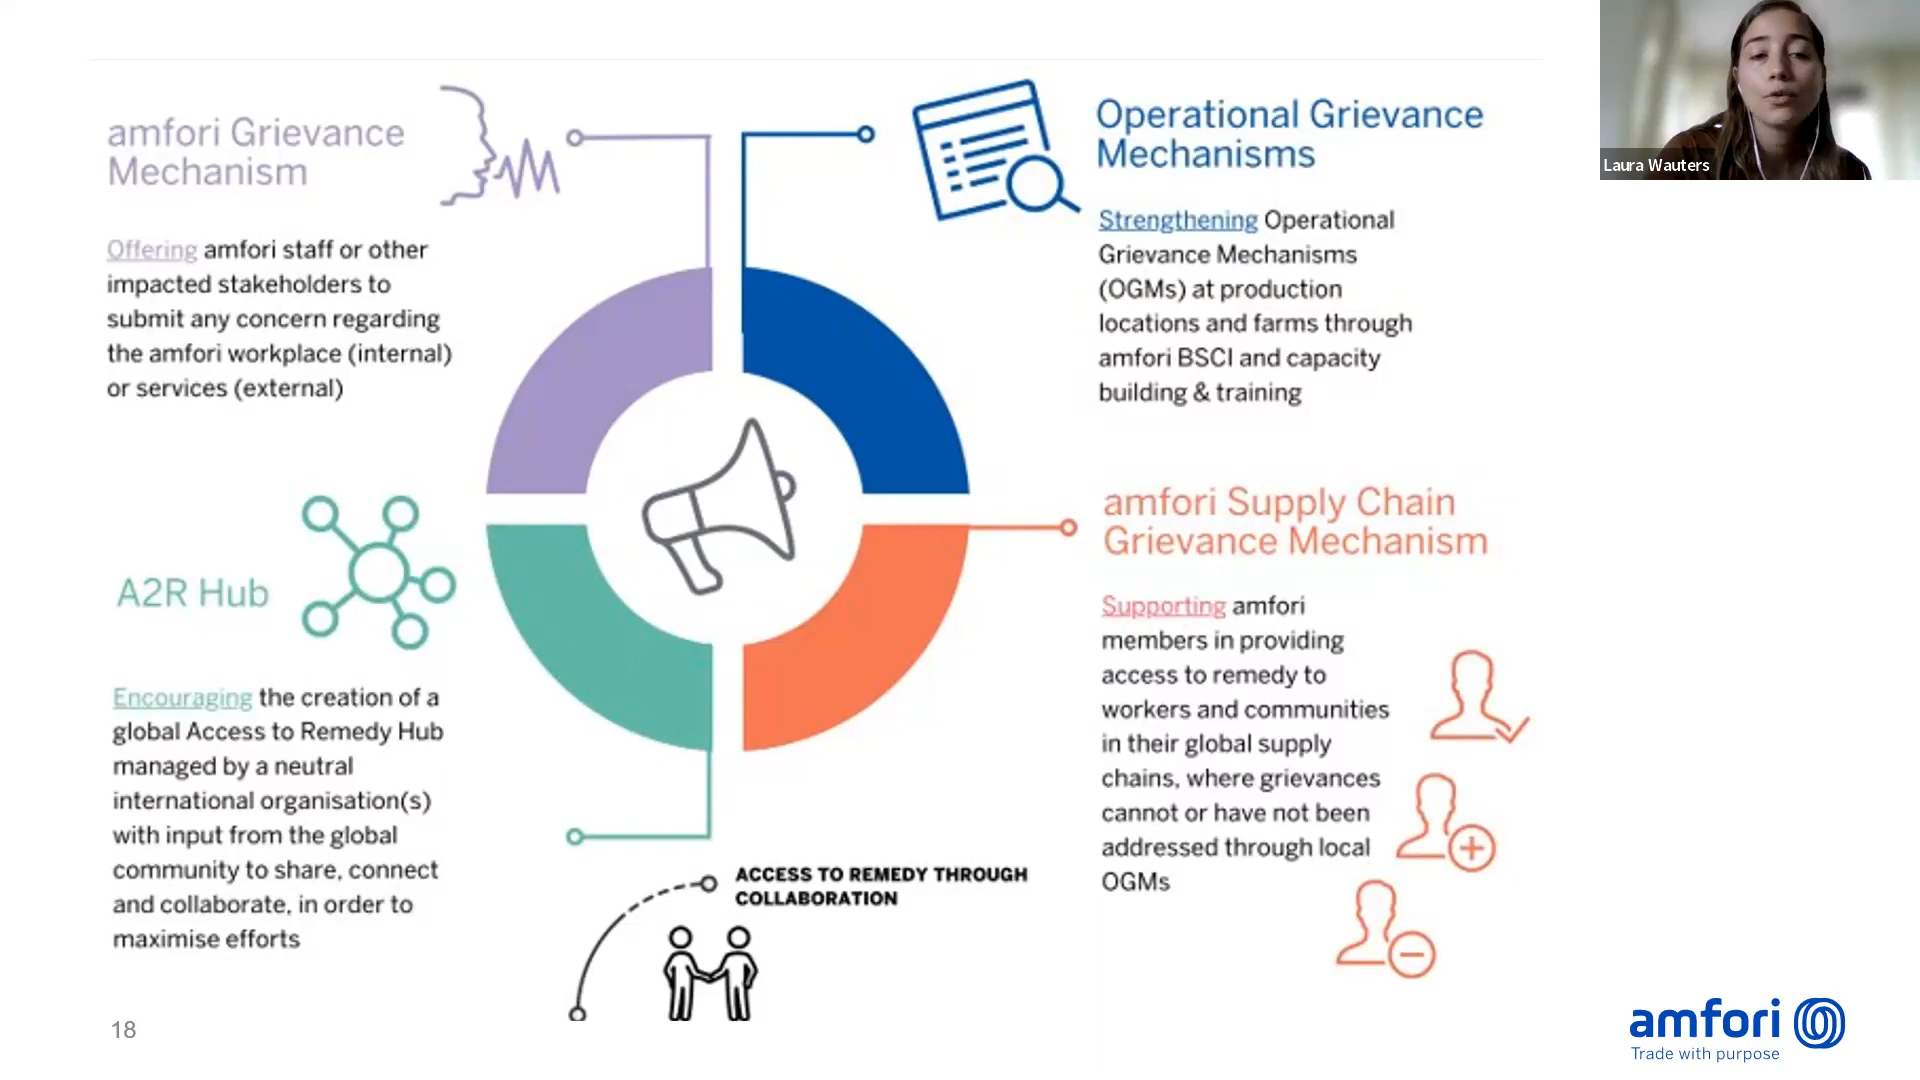 amfori Grievance
Mechanism
Offering amfori staff or other
impacted stakeholders to
submit any concern regarding
the amfori workplace (internal)
or services (external)
Operational Grievance
Mechanisms
Strengthening Operational
Grievance Mechanisms
(OGMs) at production
locations and farms through
amfori BSCI and capacity
building & training
A2R Hub
Encouraging the creation of a
global Access to Remedy Hub
managed by a neutral
international organisation(s)
with input from the global
community to share, connect
and collaborate, in order to
maximise efforts
amfori Supply Chain
Grievance Mechanism
Supporting amfori
members in providing
access to remedy to
workers and communities
in their global supply
chains, where grievances
cannot or have not been
addressed through local
OGMs
ACCESS TO REMEDY THROUGH
COLLABORATION
18
amfori
Trade with purpose
Laura Wauters